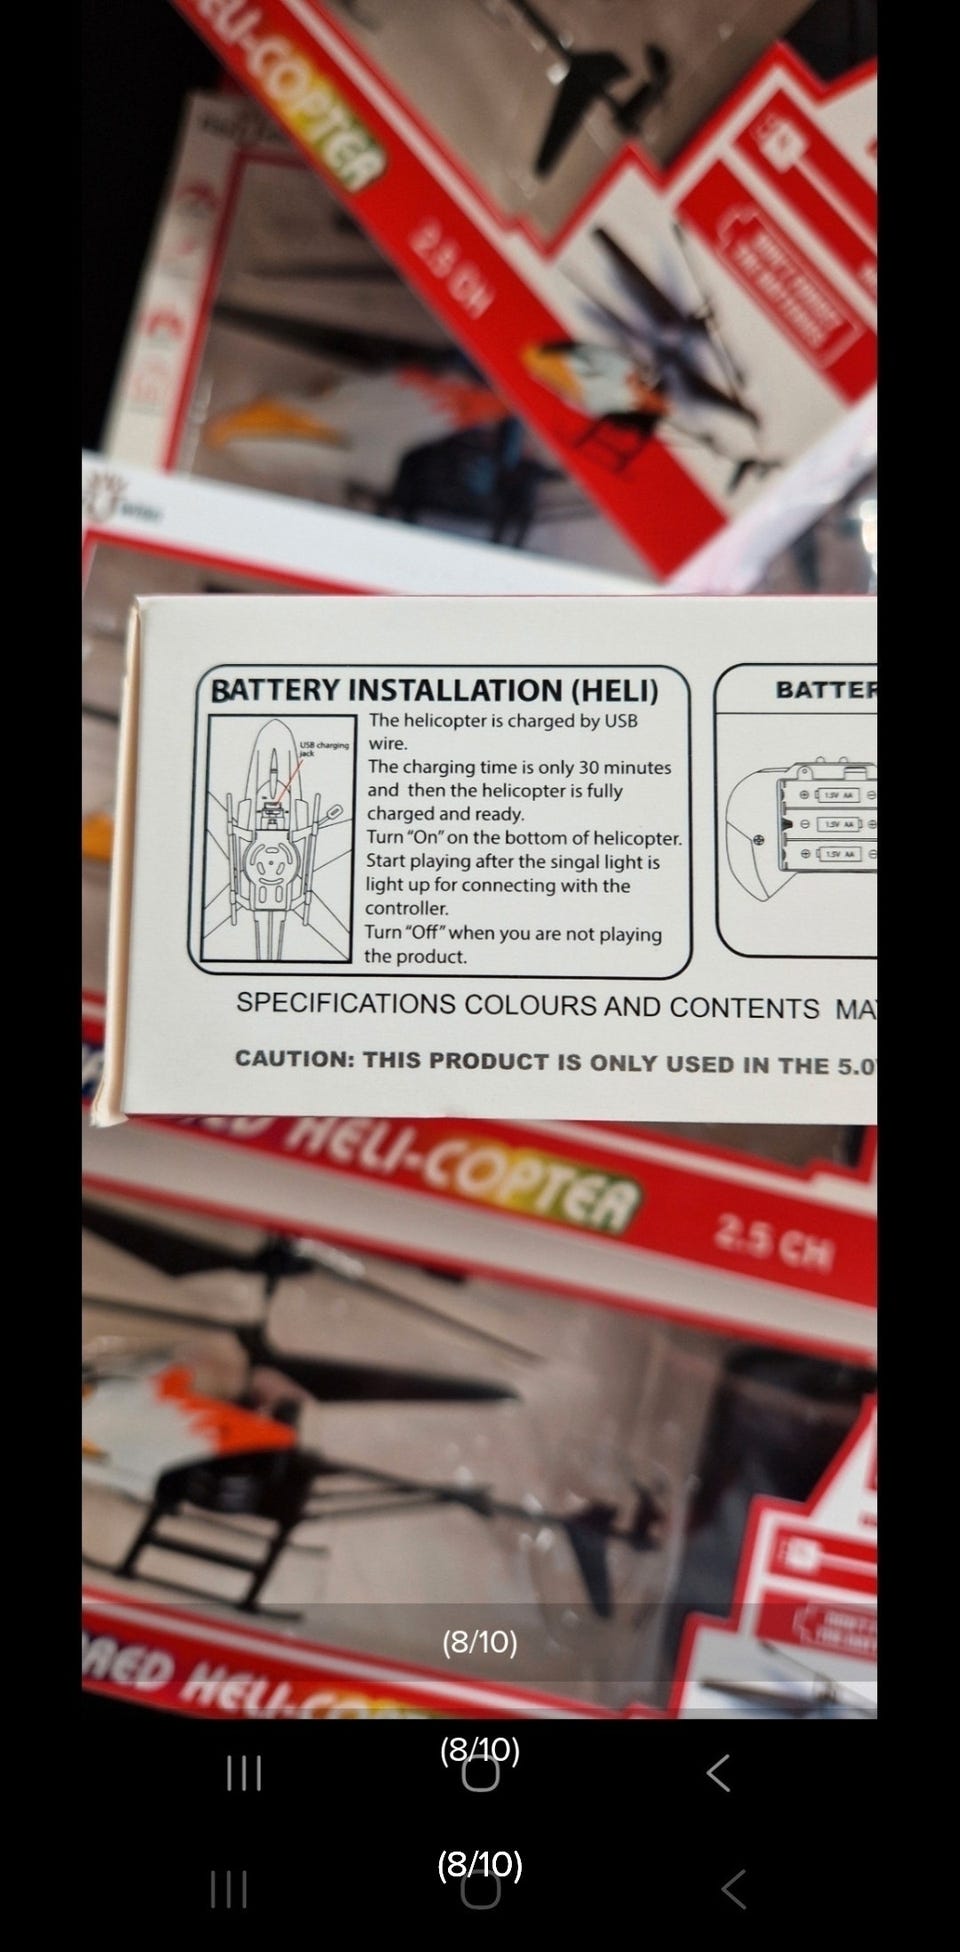 HELI-COPTER
2.5 CH
BATTERY INSTALLATION (HELI)
USB charging
jack
The helicopter is charged by USB
wire.
The charging time is only 30 minutes
and then the helicopter is fully
charged and ready.
Turn "On" on the bottom of helicopter.
Start playing after the singal light is
light up for connecting with the
controller.
Turn "Off" when you are not playing
the product.
BATTER
1.5V AA
1.5V AA
1.5V AA
SPECIFICATIONS COLOURS AND CONTENTS MA
CAUTION: THIS PRODUCT IS ONLY USED IN THE 5.0
HELI-COPTER
2.5 CH
HELI-COPTER
(8/10)
(8/10)
(8/10)